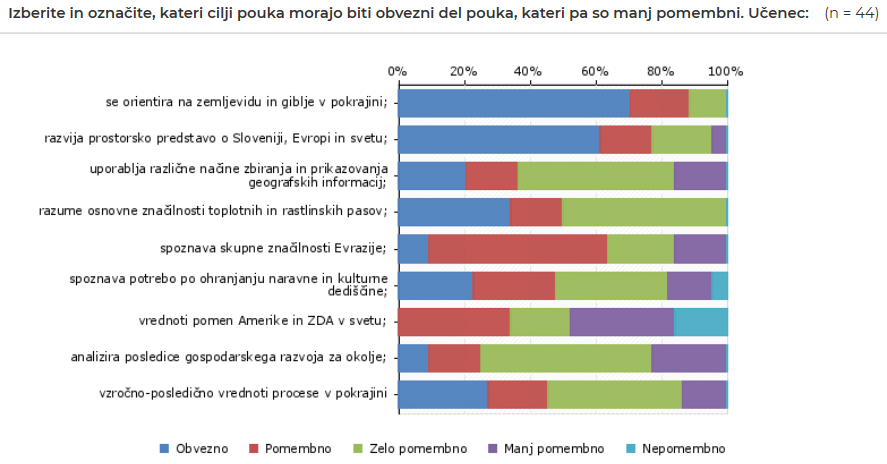 Izberite in označite, kateri cilji pouka morajo biti obvezni del pouka, kateri pa so manj pomembni. Učenec: (n = 44)
0% 20% 40% 60% 80% 100%
se orientira na zemljevidu in giblje v pokrajini;
razvija prostorsko predstavo o Sloveniji, Evropi in svetu;
uporablja različne načine zbiranja in prikazovanja
geografskih informacij;
razume osnovne značilnosti toplotnih in rastlinskih pasov;
spoznava skupne značilnosti Evrazije;
spoznava potrebo po ohranjanju naravne in kulturne
dediščine;
vrednoti pomen Amerike in ZDA v svetu;
analizira posledice gospodarskega razvoja za okolje;
vzročno-posledično vrednoti procese v pokrajini
Obvezno Pomembno Zelo pomembno Manj pomembno Nepomembno